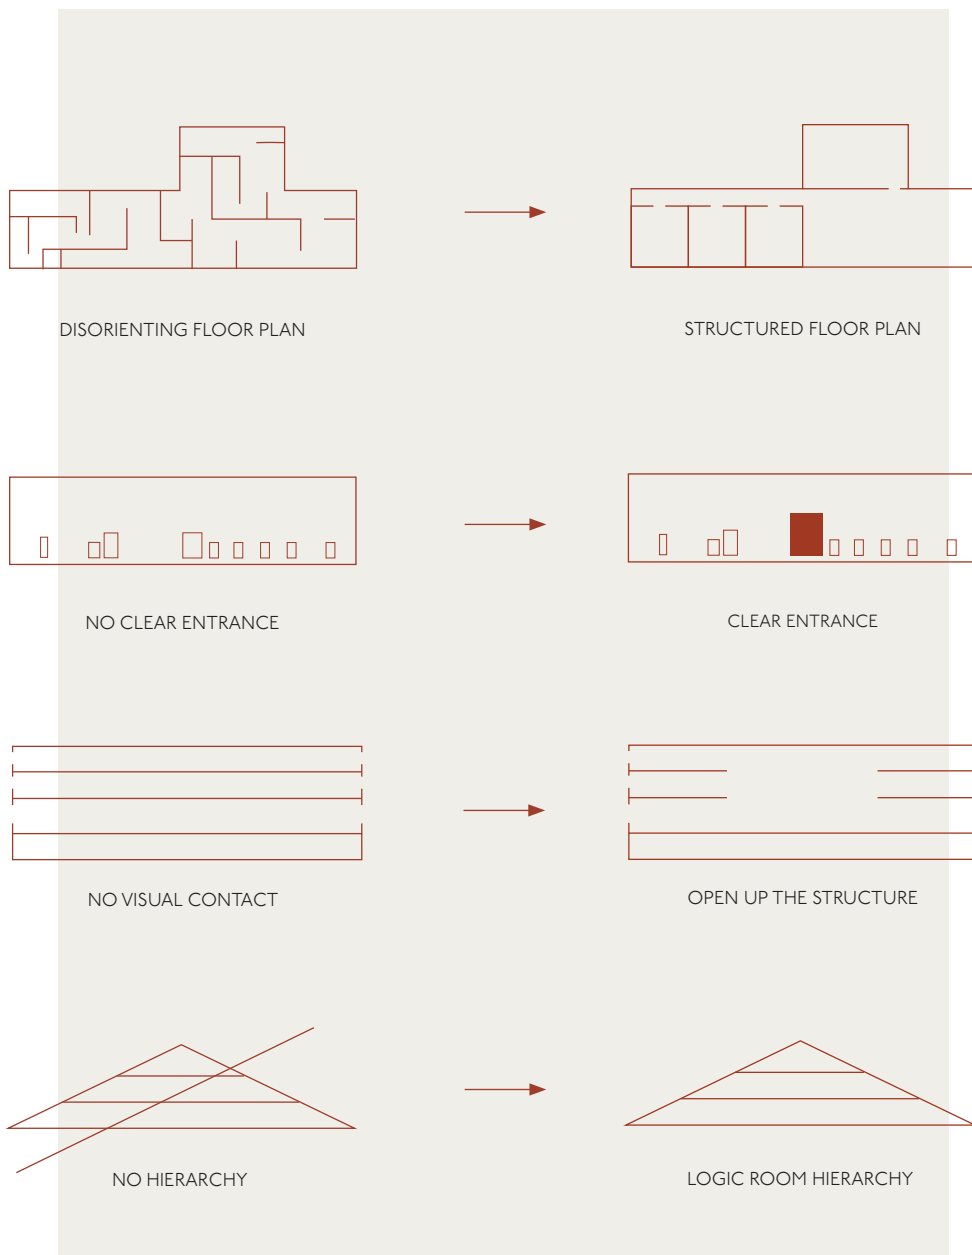 DISORIENTING FLOOR PLAN
STRUCTURED FLOOR PLAN
NO CLEAR ENTRANCE
CLEAR ENTRANCE
NO VISUAL CONTACT
OPEN UP THE STRUCTURE
NO HIERARCHY
LOGIC ROOM HIERARCHY